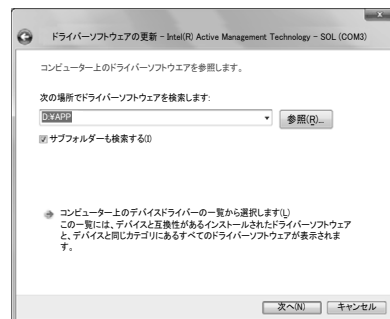 ドライバーソフトウェアの更新 - Intel(R) Active Management Technology - SOL (COM3)
コンピューター上のドライバーソフトウエアを参照します。
次の場所でドライバーソフトウェアを検索します:
D:¥APP
参照(R)...
サブフォルダーも検索する(I)
コンピューター上のデバイスドライバーの一覧から選択します(L)
この一覧には、デバイスと互換性があるインストールされたドライバーソフトウェア
と、デバイスと同じカテゴリにあるすべてのドライバーソフトウェアが表示されま
す。
次へ(N)
キャンセル